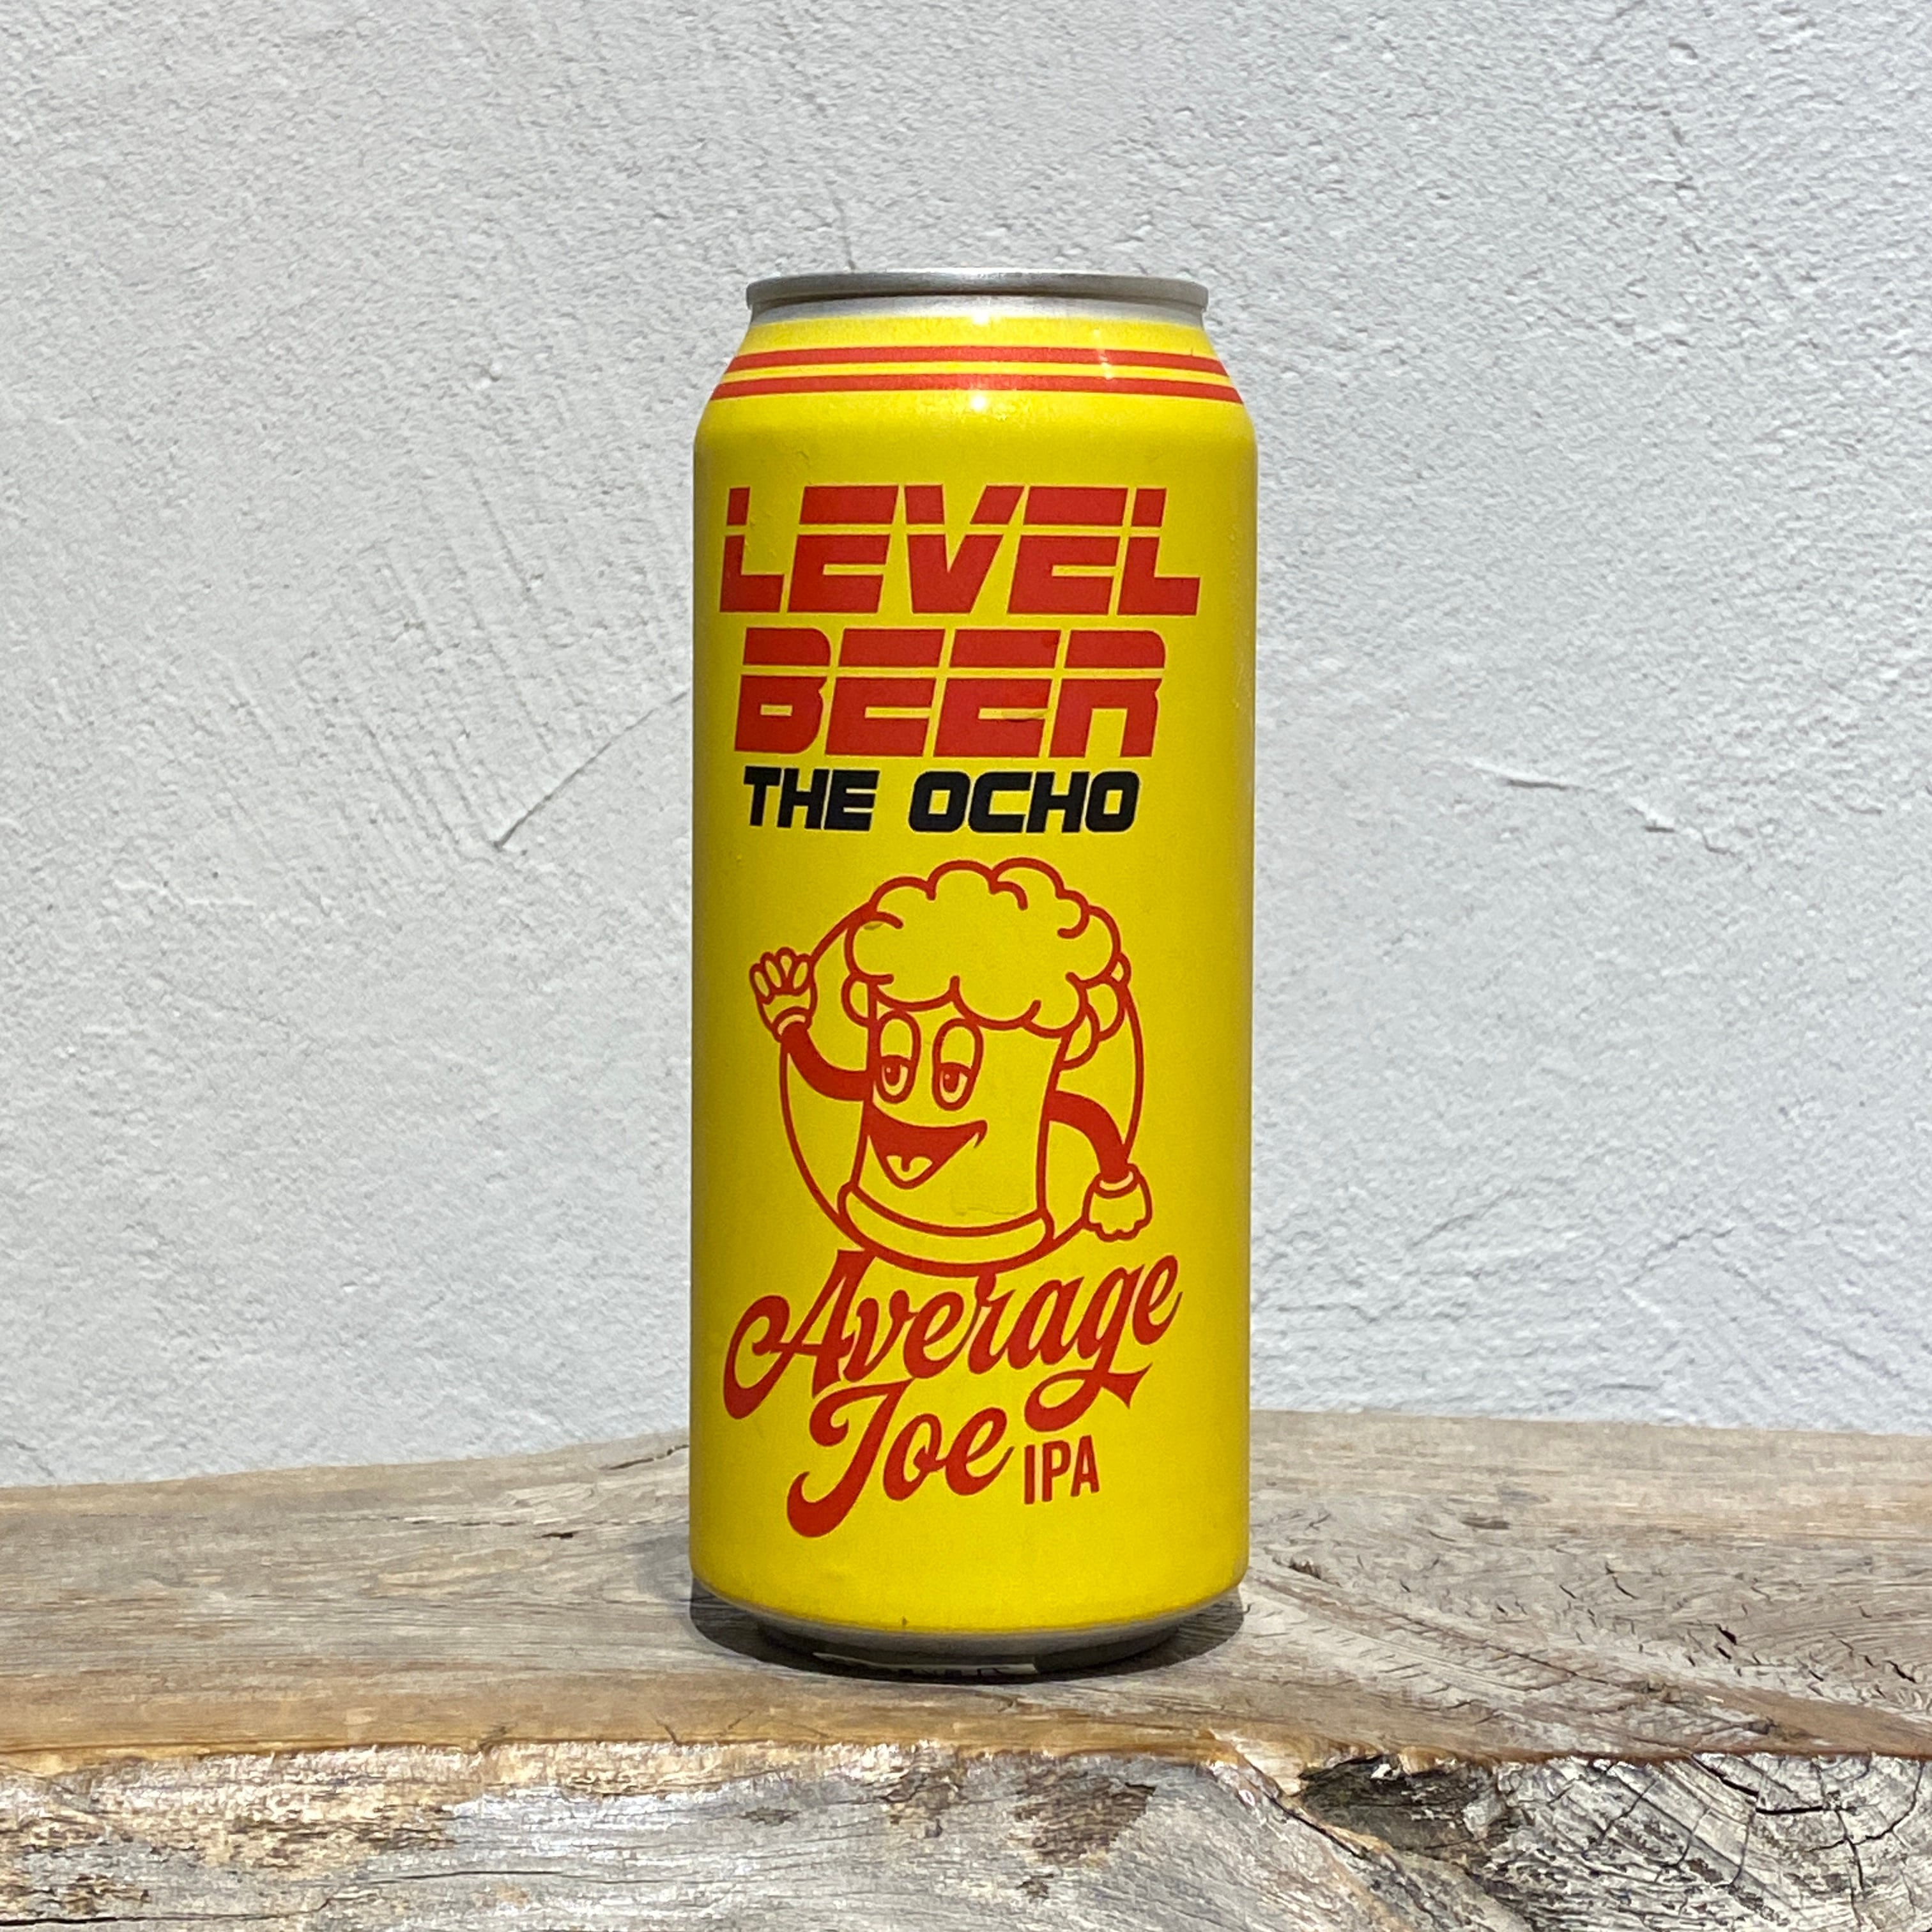 LEVEL
BEER
THE OCHO
Average
Joe IPA